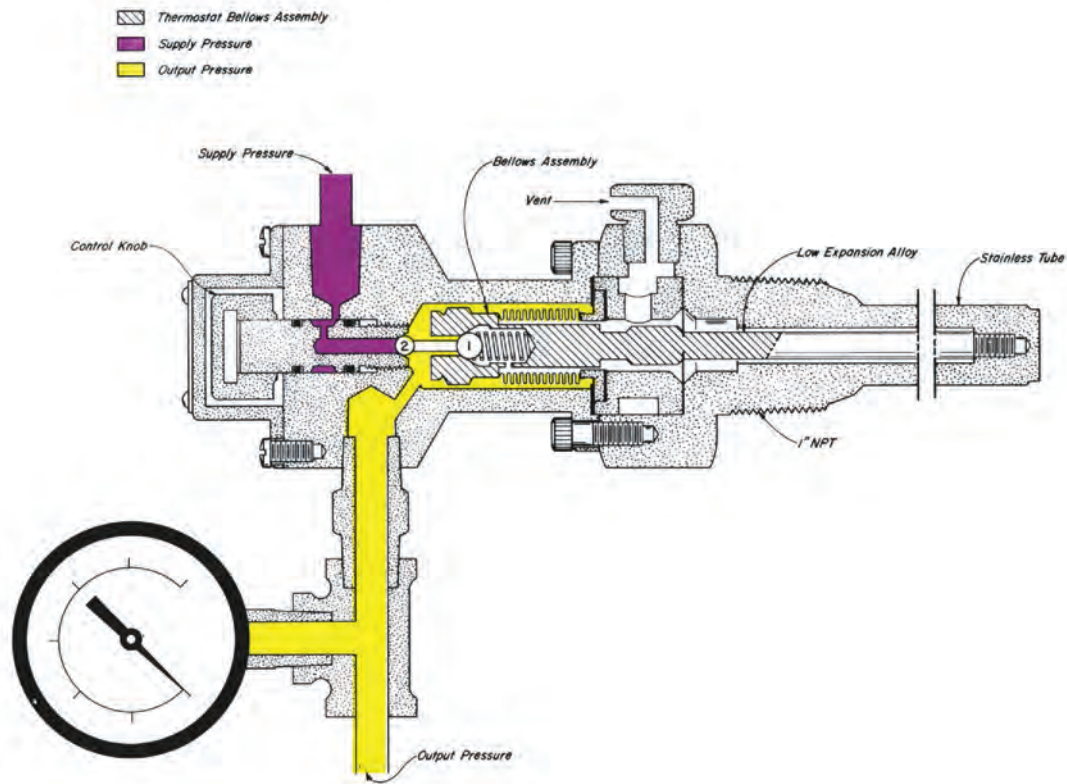 Thermostat Bellows Assembly
Supply Pressure
Output Pressure
Supply Pressure
Bellows Assembly
Vent
Control Knob
Low Expansion Alloy
Stainless Tube
2
1
1" NPT
Output Pressure